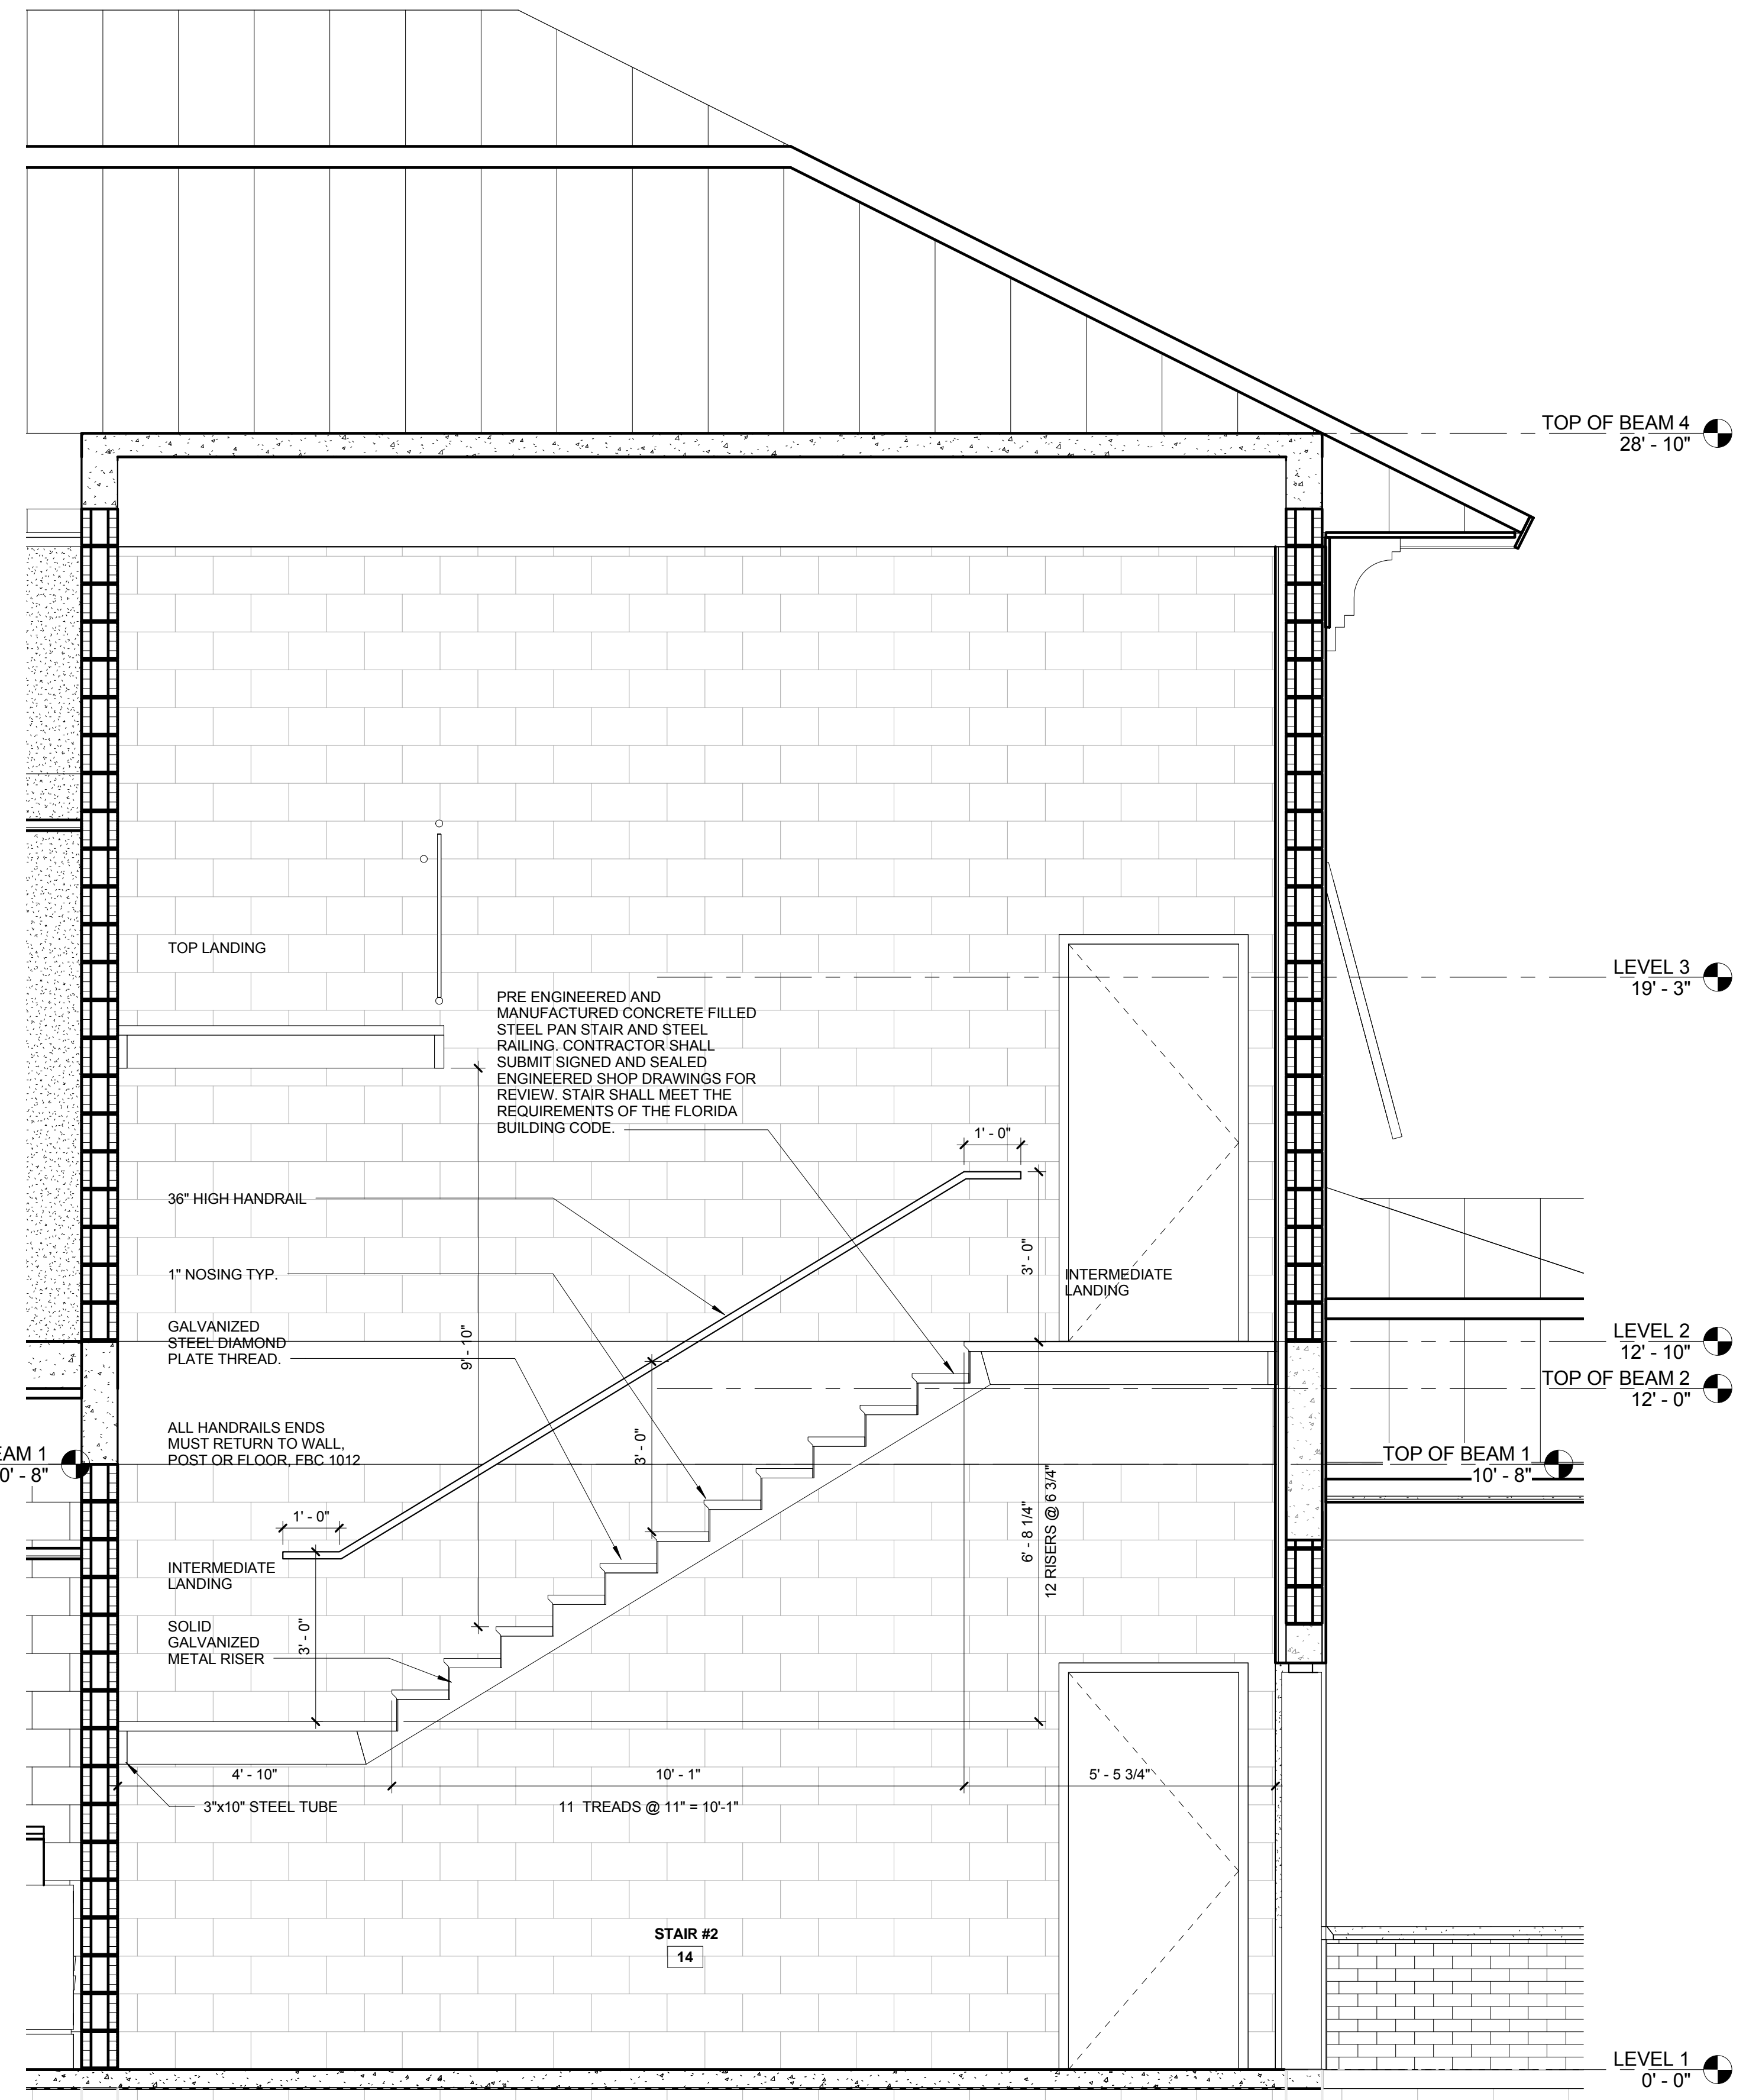 TOP OF BEAM 4
28' - 10"
TOP LANDING
LEVEL 3
19' - 3"
PRE ENGINEERED AND
MANUFACTURED CONCRETE FILLED
STEEL PAN STAIR AND STEEL
RAILING. CONTRACTOR SHALL
SUBMIT SIGNED AND SEALED
ENGINEERED SHOP DRAWINGS FOR
REVIEW. STAIR SHALL MEET THE
REQUIREMENTS OF THE FLORIDA
BUILDING CODE.
1' - 0"
36" HIGH HANDRAIL
3' - 0"
1" NOSING TYP.
INTERMEDIATE
LANDING
GALVANIZED
STEEL DIAMOND
PLATE THREAD.
9' - 10"
LEVEL 2
12' - 10"
TOP OF BEAM 2
12' - 0"
ALL HANDRAILS ENDS
MUST RETURN TO WALL,
POST OR FLOOR, FBC 1012
3' - 0"
EAM 1
0' - 8"
TOP OF BEAM 1
10' - 8"
1' - 0"
6' - 8 1/4"
12 RISERS @ 6 3/4"
INTERMEDIATE
LANDING
SOLID
GALVANIZED
METAL RISER
3' - 0"
4' - 10"
10' - 1"
5' - 5 3/4"
3"x10" STEEL TUBE
11 TREADS @ 11" = 10'-1"
STAIR #2
14
LEVEL 1
0' - 0"